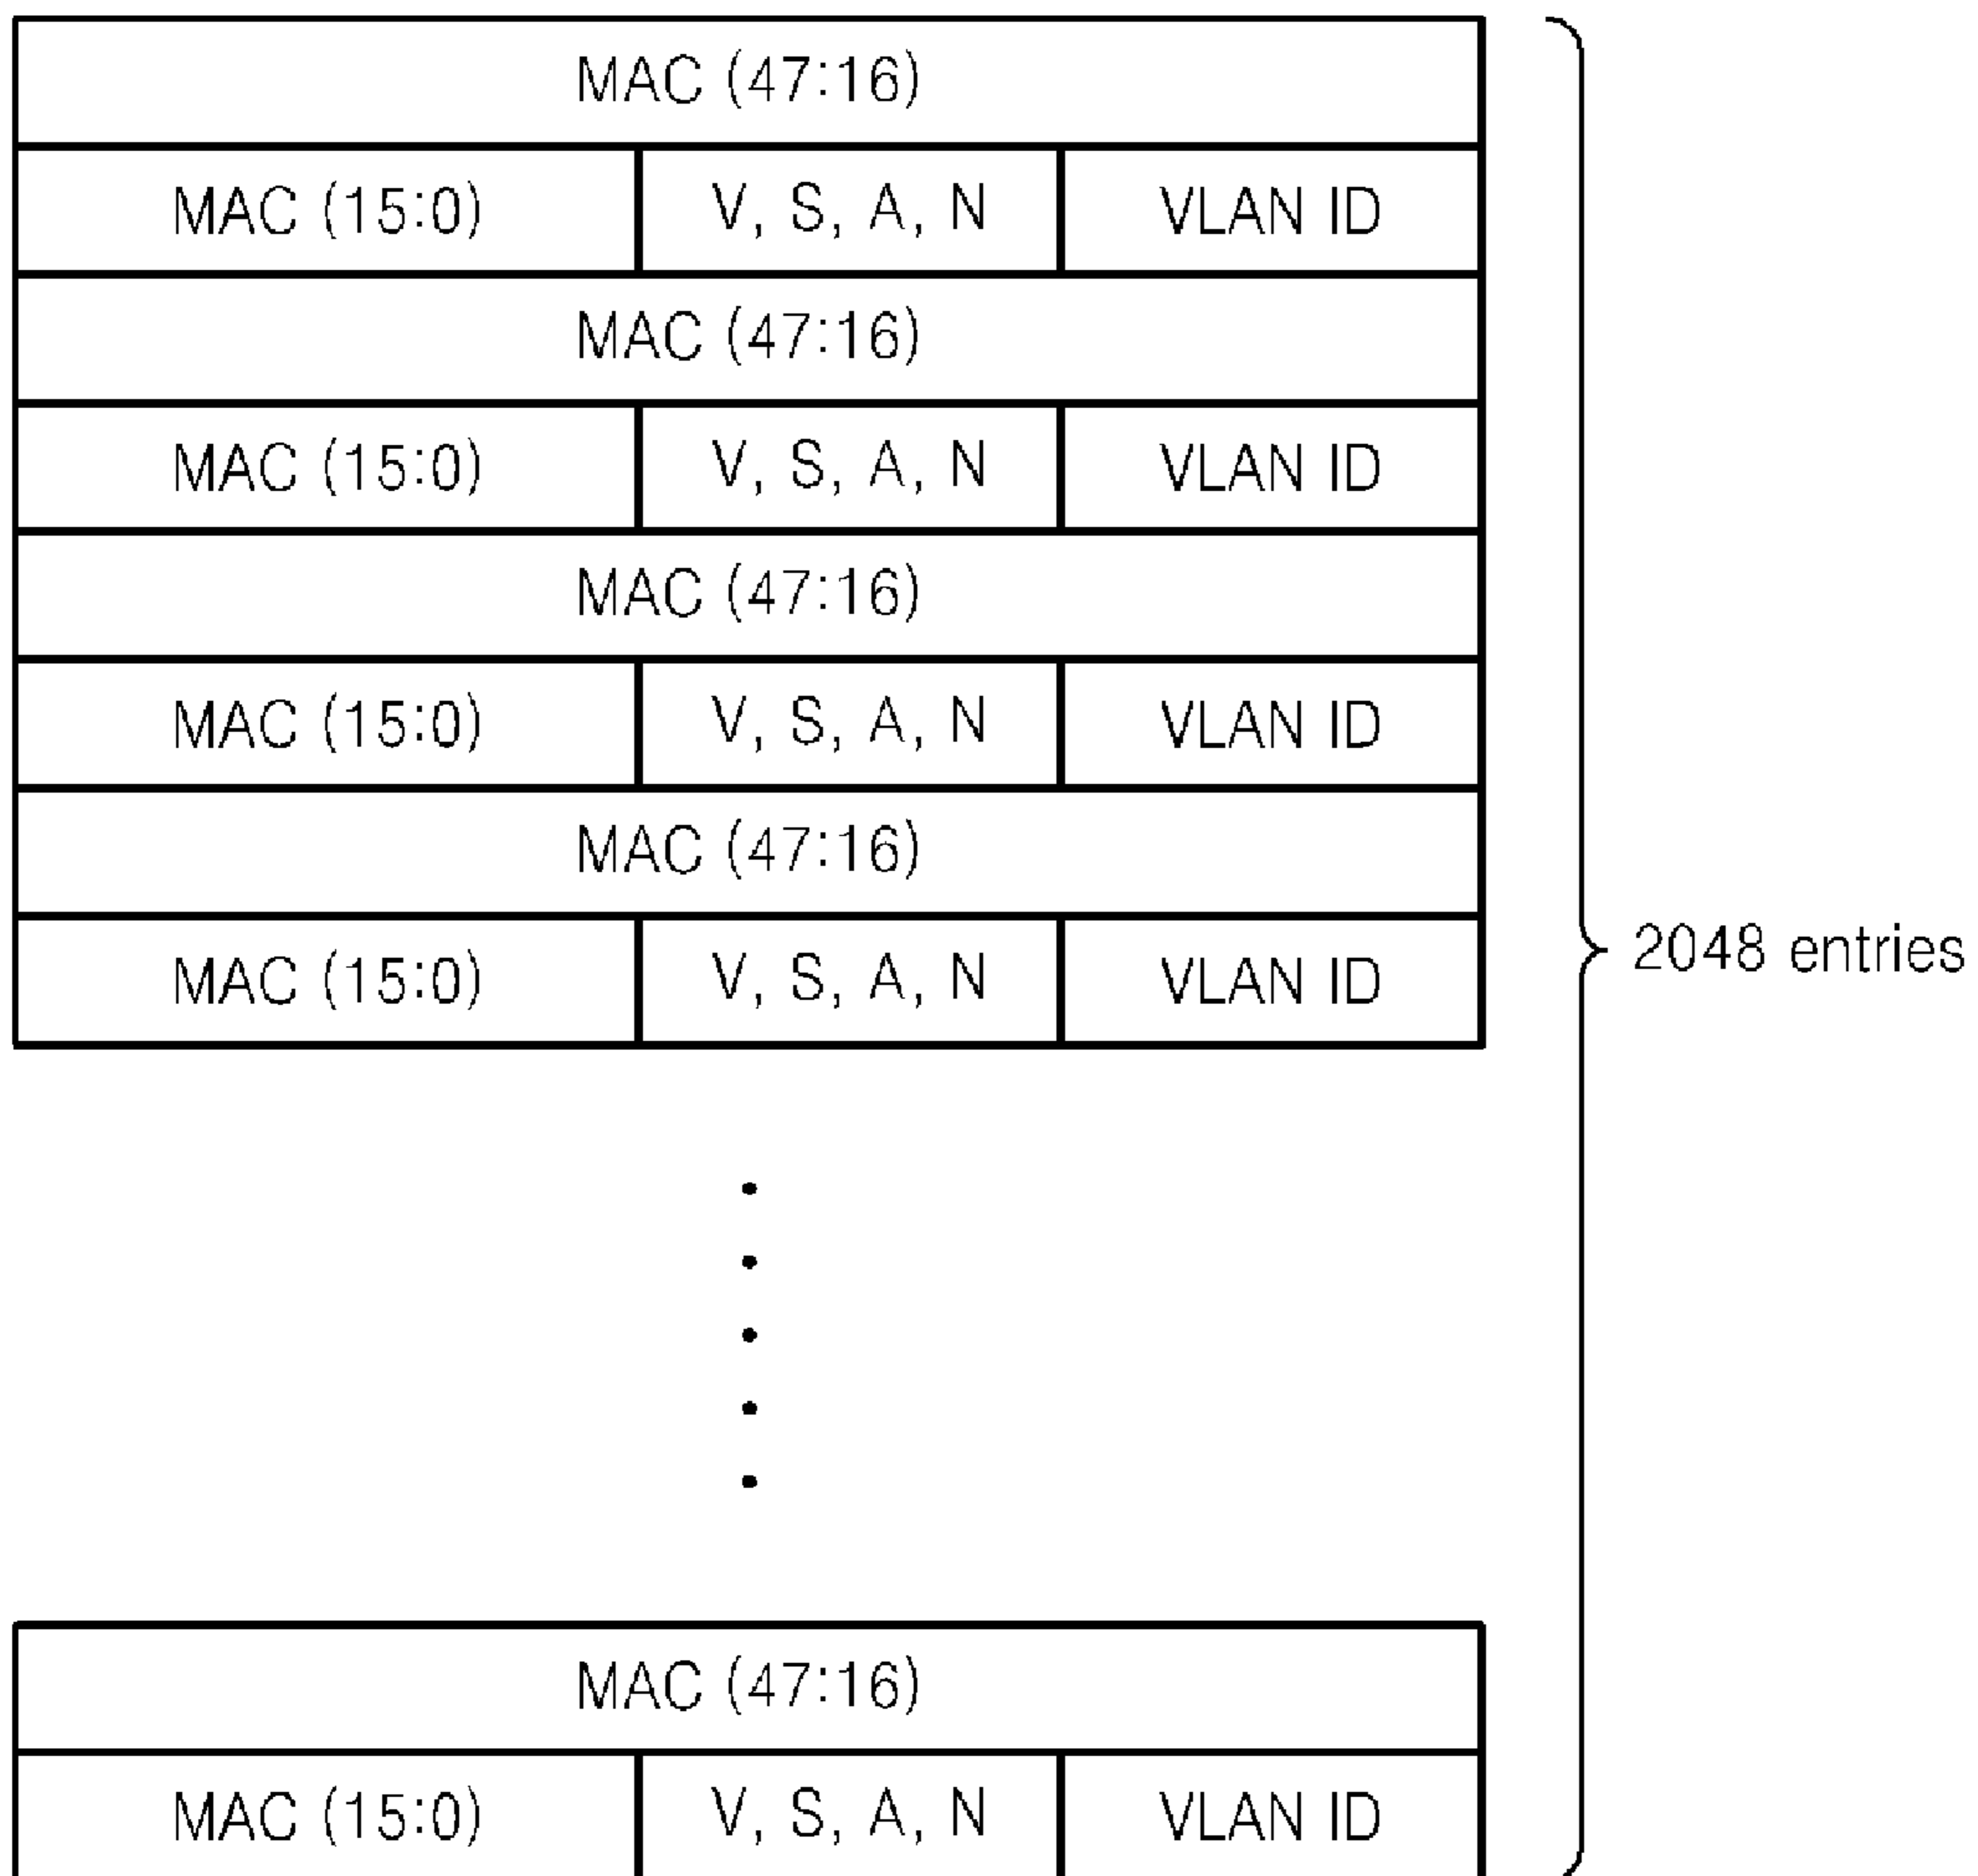 MAC (47:16)
MAC (15:0) V, S, A, N VLAN ID
MAC (47:16)
MAC (15:0) V, S, A, N VLAN ID
MAC (47:16)
MAC (15:0) V, S, A, N VLAN ID
MAC (47:16)
MAC (15:0) V, S, A, N VLAN ID
2048 entries
MAC (47:16)
MAC (15:0) V, S, A, N VLAN ID